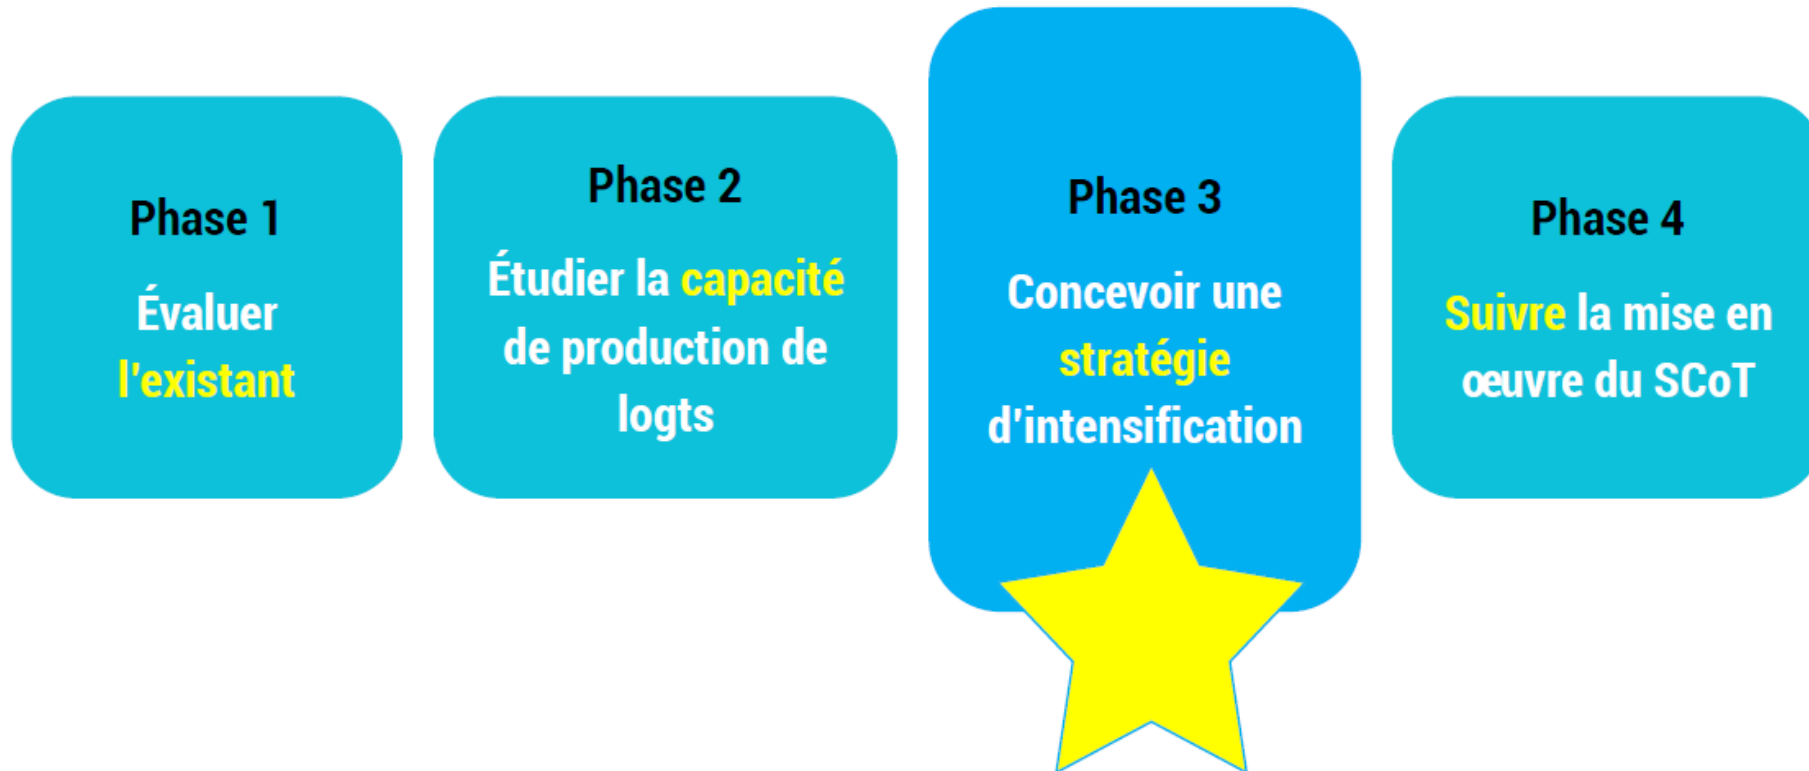 Phase 1
Évaluer
l'existant
Phase 2
Étudier la capacité
de production de
logts
Phase 3
Concevoir une
stratégie
d'intensification
Phase 4
Suivre la mise en
œuvre du SCoT